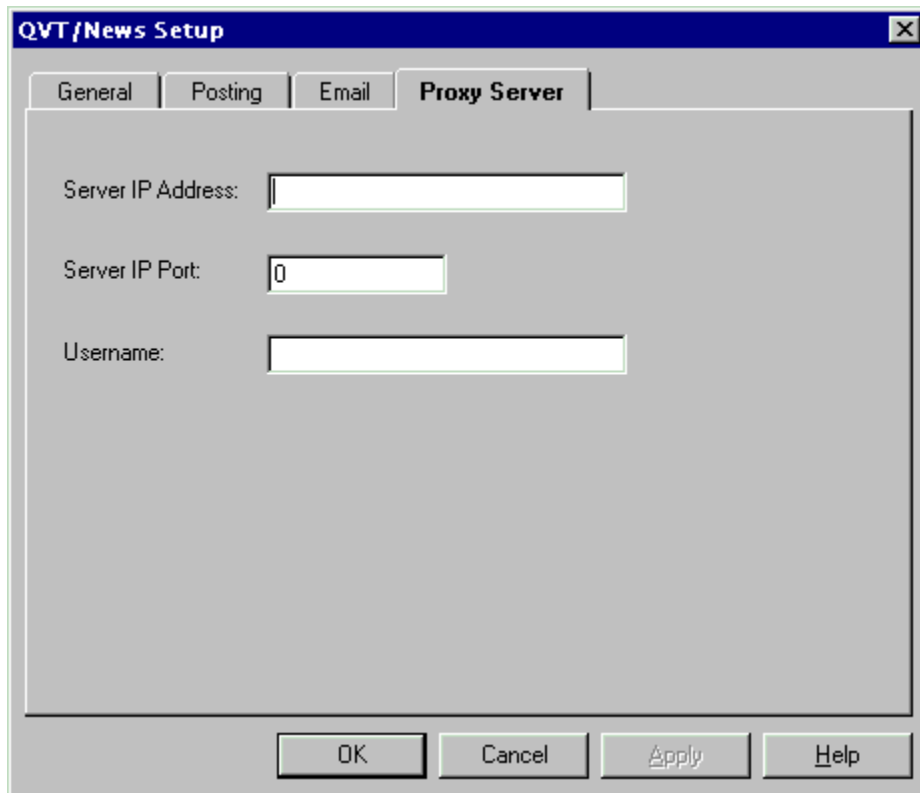 QVT/News Setup
General Posting Email Proxy Server
Server IP Address:
Server IP Port: 0
Username:
OK Cancel Apply Help